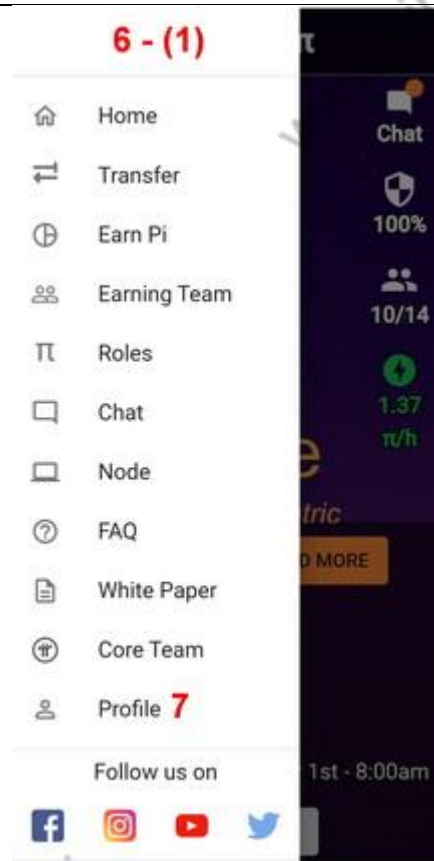 6 - (1)
π
Home
Transfer
Earn Pi
Earning Team
Roles
Chat
Node
FAQ
White Paper
Core Team
Profile 7
Follow us on
Chat
100%
10/14
1.37
π/h
e
tric
D MORE
1st - 8:00am